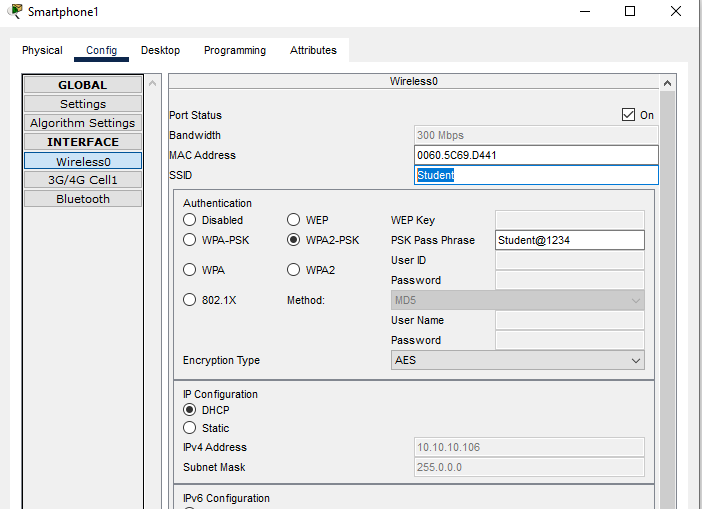 Smartphone1
Physical Config Desktop Programming Attributes
GLOBAL
Settings
Algorithm Settings
INTERFACE
Wireless0
3G/4G Cell1
Bluetooth
Wireless0
Port Status On
Bandwidth 300 Mbps
MAC Address 0060.5C69.D441
SSID Student
Authentication
Disabled WEP WEP Key
WPA-PSK WPA2-PSK PSK Pass Phrase Student@1234
User ID
WPA WPA2 Password
802.1X Method: MD5
User Name
Password
Encryption Type AES
IP Configuration
DHCP
Static
IPv4 Address 10.10.10.106
Subnet Mask 255.0.0.0
IPv6 Configuration